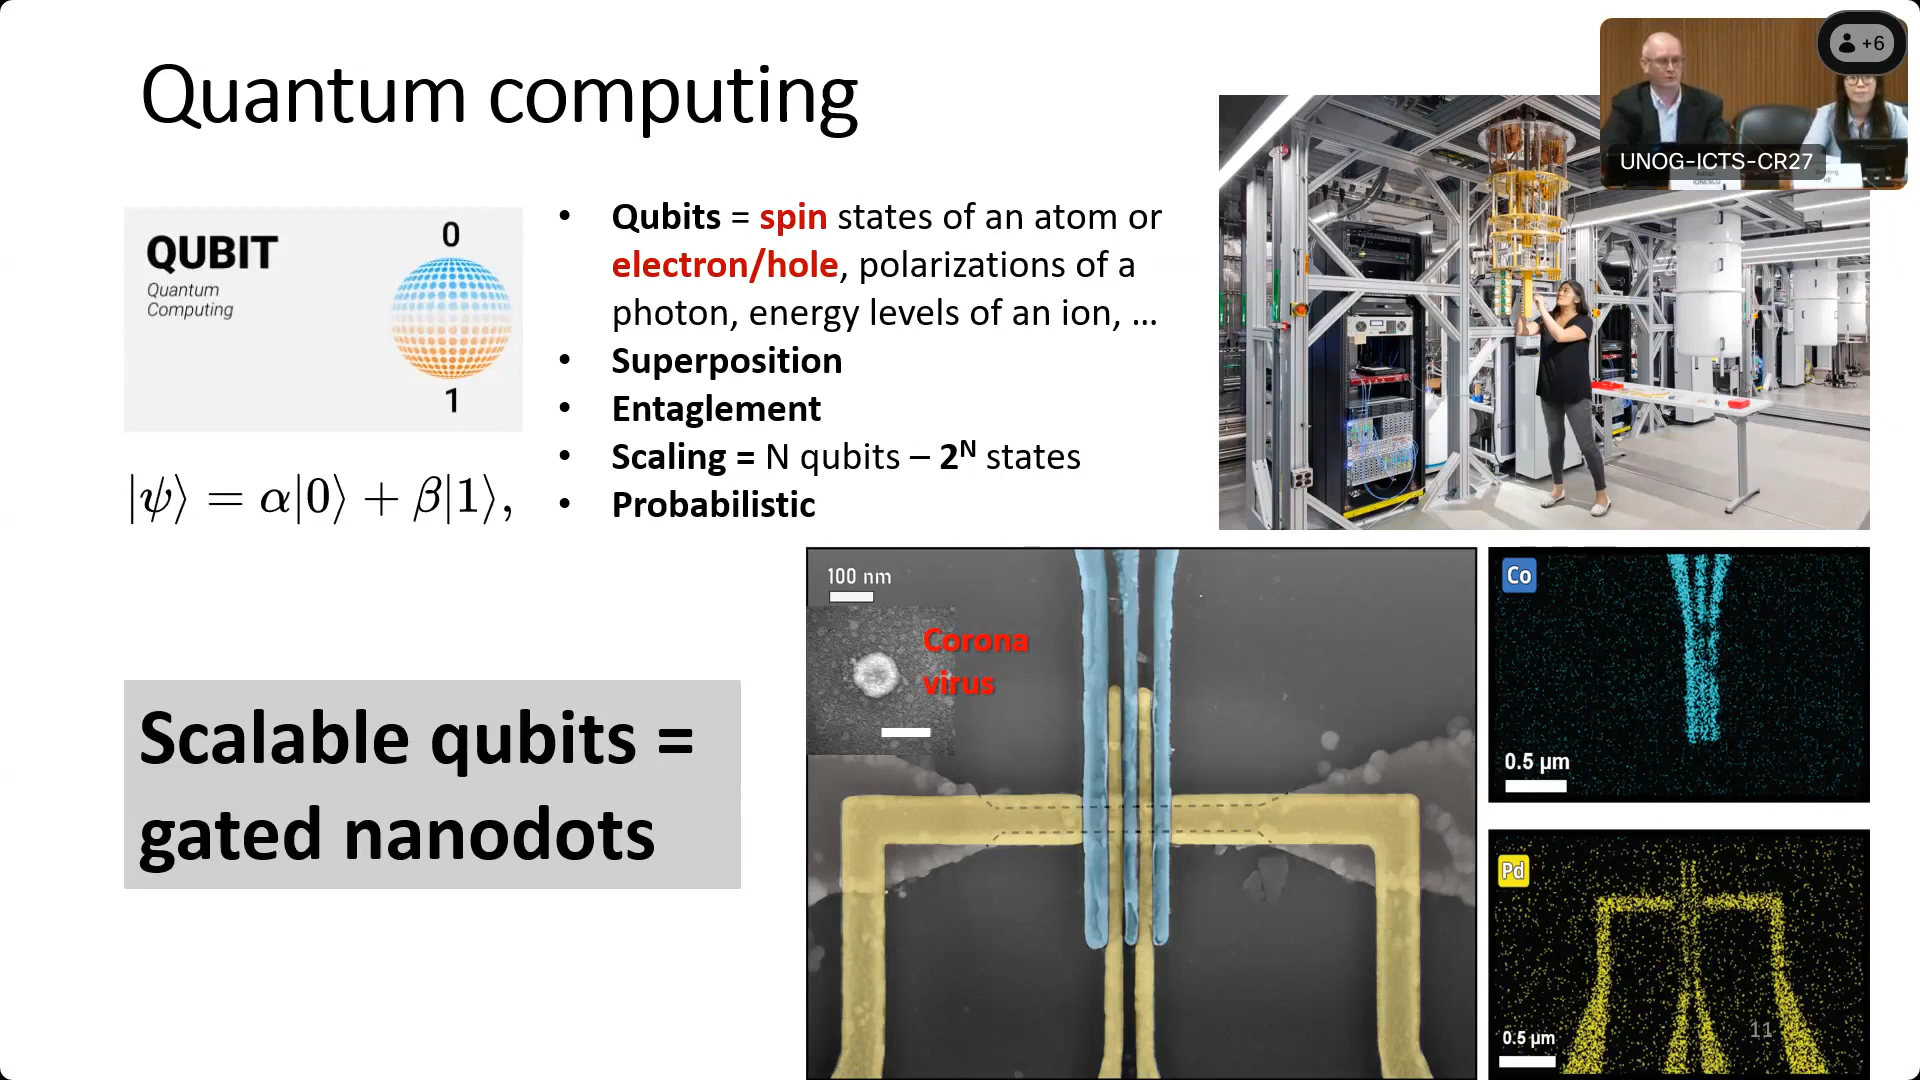 Quantum computing
+6
UNOG-ICTS-CR27
QUBIT
Quantum
Computing
0
1
|ψ⟩ = α|0⟩ + β|1⟩,
• Qubits = spin states of an atom or
electron/hole, polarizations of a
photon, energy levels of an ion, ...
• Superposition
• Entaglement
• Scaling = N qubits – 2ᴺ states
• Probabilistic
Scalable qubits =
gated nanodots
100 nm
Corona
virus
Co
0.5 µm
Pd
0.5 µm
11